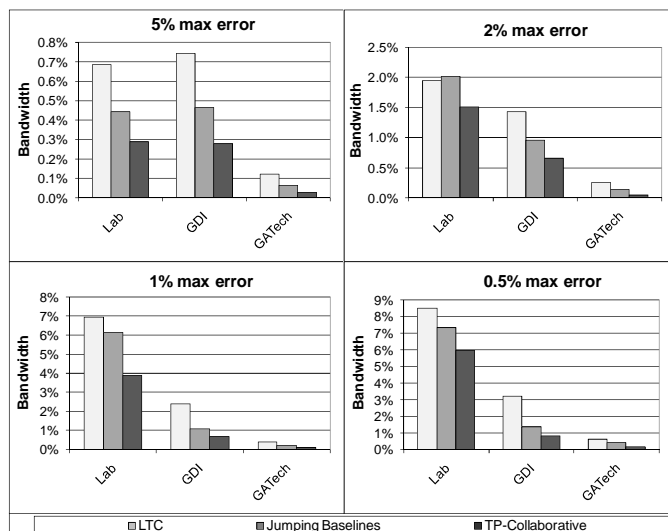 5% max error
Bandwidth
0.8%
0.7%
0.6%
0.5%
0.4%
0.3%
0.2%
0.1%
0.0%
Lab
GDI
GATech
2% max error
Bandwidth
2.5%
2.0%
1.5%
1.0%
0.5%
0.0%
Lab
GDI
GATech
1% max error
Bandwidth
8%
7%
6%
5%
4%
3%
2%
1%
0%
Lab
GDI
GATech
0.5% max error
Bandwidth
9%
8%
7%
6%
5%
4%
3%
2%
1%
0%
Lab
GDI
GATech
LTC Jumping Baselines TP-Collaborative